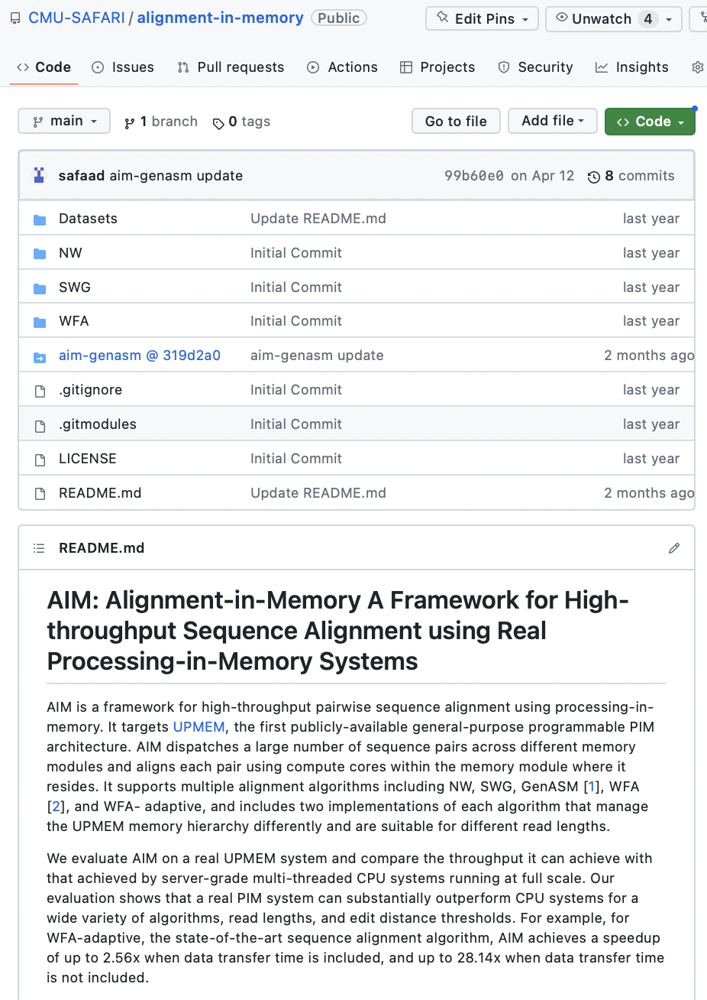 CMU-SAFARI / alignment-in-memory Public Edit Pins Unwatch 4
Code Issues Pull requests Actions Projects Security Insights
main 1 branch 0 tags Go to file Add file Code
safaad aim-genasm update 99b60e0 on Apr 12 8 commits
Datasets Update README.md last year
NW Initial Commit last year
SWG Initial Commit last year
WFA Initial Commit last year
aim-genasm @ 319d2a0 aim-genasm update 2 months ago
.gitignore Initial Commit last year
.gitmodules Initial Commit last year
LICENSE Initial Commit last year
README.md Update README.md 2 months ago
README.md
AIM: Alignment-in-Memory A Framework for High-
throughput Sequence Alignment using Real
Processing-in-Memory Systems
AIM is a framework for high-throughput pairwise sequence alignment using processing-in-
memory. It targets UPMEM, the first publicly-available general-purpose programmable PIM
architecture. AIM dispatches a large number of sequence pairs across different memory
modules and aligns each pair using compute cores within the memory module where it
resides. It supports multiple alignment algorithms including NW, SWG, GenASM [1], WFA
[2], and WFA- adaptive, and includes two implementations of each algorithm that manage
the UPMEM memory hierarchy differently and are suitable for different read lengths.
We evaluate AIM on a real UPMEM system and compare the throughput it can achieve with
that achieved by server-grade multi-threaded CPU systems running at full scale. Our
evaluation shows that a real PIM system can substantially outperform CPU systems for a
wide variety of algorithms, read lengths, and edit distance thresholds. For example, for
WFA-adaptive, the state-of-the-art sequence alignment algorithm, AIM achieves a speedup
of up to 2.56x when data transfer time is included, and up to 28.14x when data transfer time
is not included.